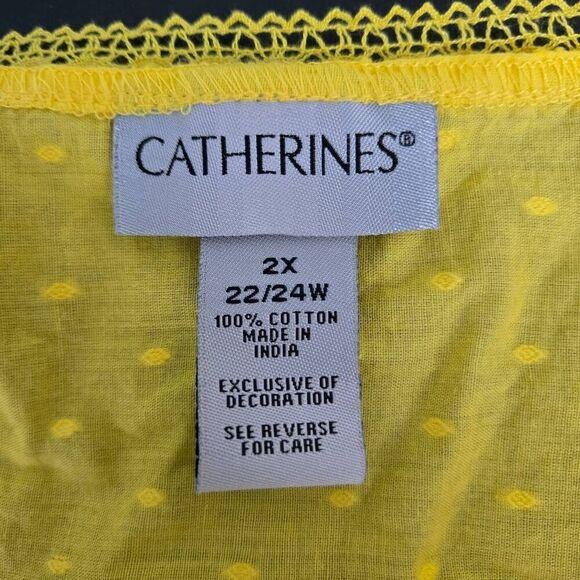 CATHERINES®
2X
22/24W
100% COTTON
MADE IN
INDIA
EXCLUSIVE OF
DECORATION
SEE REVERSE
FOR CARE